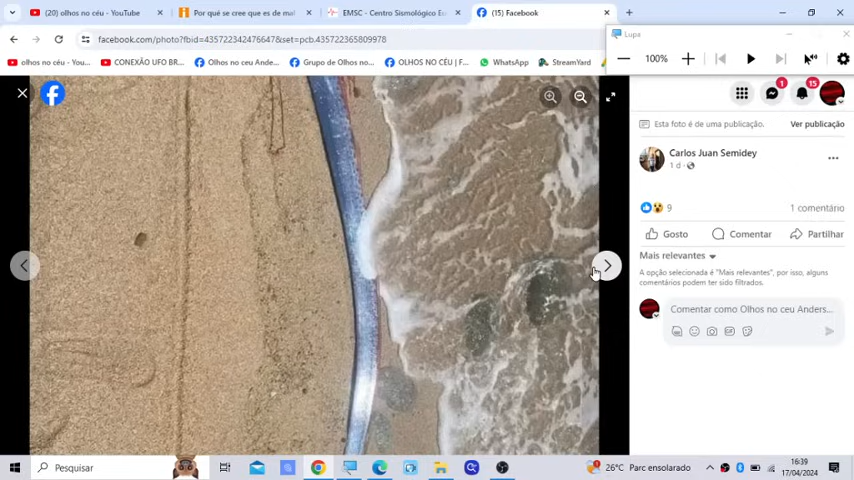 (20) olhos no céu - YouTube
Por qué se cree que es de mal
EMSC - Centro Sismológico Eu
(15) Facebook
Lupa
facebook.com/photo?fbid=435722342476647&set=pcb.435722365809978
100%
olhos no céu - You...
CONEXÃO UFO BR...
Olhos no ceu Ande...
Grupo de Olhos no...
OLHOS NO CÉU | F...
WhatsApp
StreamYard
1
15
Esta foto é de uma publicação.
Ver publicação
Carlos Juan Semidey
1 d
9
1 comentário
Gosto
Comentar
Partilhar
Mais relevantes
A opção selecionada é "Mais relevantes", por isso, alguns
comentários podem ter sido filtrados.
Comentar como Olhos no ceu Anders...
GIF
Pesquisar
26°C Parc ensolarado
16:39
17/04/2024